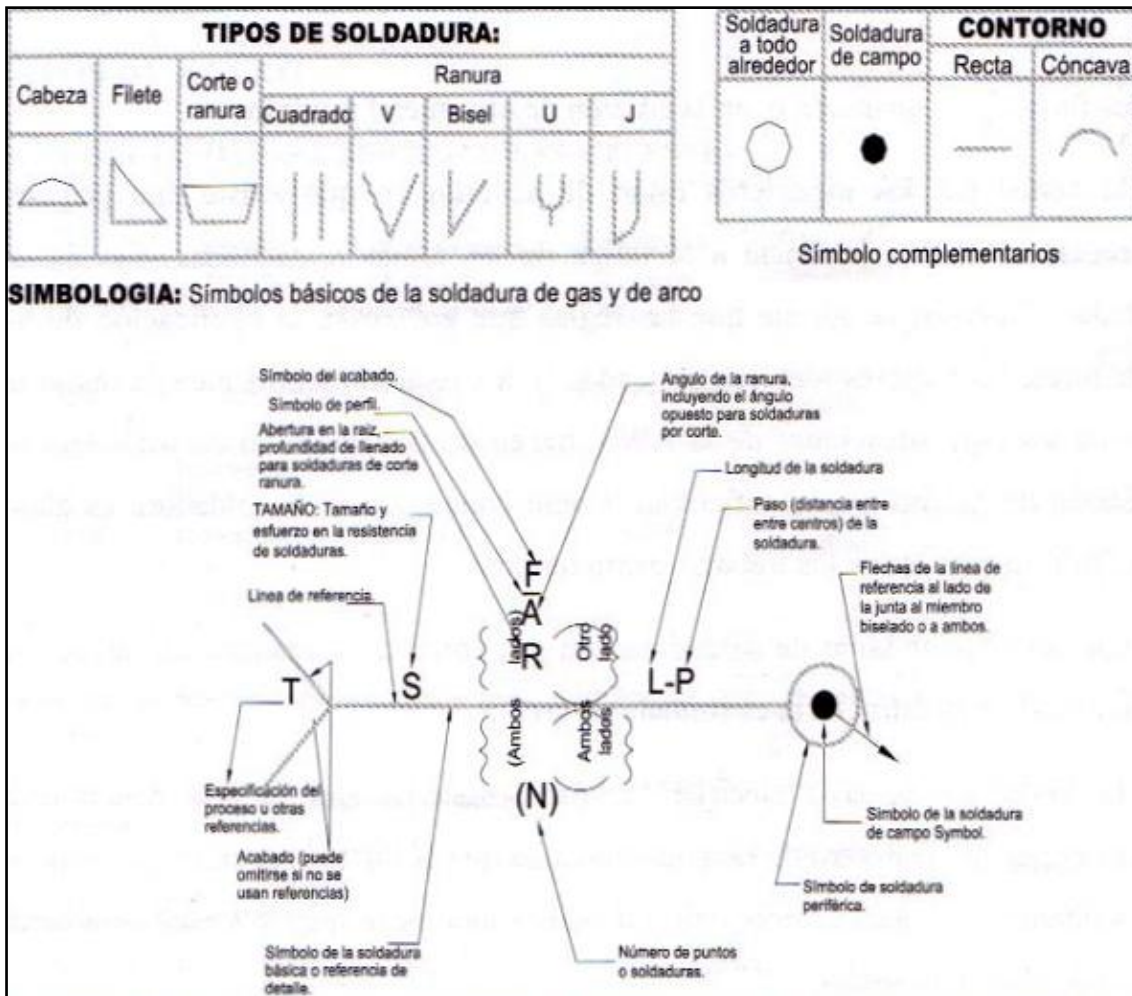 TIPOS DE SOLDADURA:
Cabeza
Filete
Corte o
ranura
Ranura
Cuadrado
V
Bisel
U
J
Soldadura
a todo
alrededor
Soldadura
de campo
CONTORNO
Recta
Cóncava
Símbolo complementarios
SIMBOLOGIA: Símbolos básicos de la soldadura de gas y de arco
Símbolo del acabado.
Símbolo de perfil.
Abertura en la raiz,
profundidad de llenado
para soldaduras de corte
ranura.
TAMAÑO: Tamaño y
esfuerzo en la resistencia
de soldaduras.
Linea de referencia.
Angulo de la ranura,
incluyendo el ángulo
opuesto para soldaduras
por corte.
Longitud de la soldadura
Paso (distancia entre
entre centros) de la
soldadura.
Flechas de la línea de
referencia al lado de
la junta al miembro
biselado o a ambos.
F
A
R
lados)
Otro
lado
T
S
L-P
(Ambos
Ambos
lados
(N)
Especificación del
proceso u otras
referencias.
Acabado (puede
omitirse si no se
usan referencias)
Símbolo de la soldadura
básica o referencia de
detalle.
Número de puntos
o soldaduras.
Símbolo de la soldadura
de campo Symbol.
Símbolo de soldadura
periférica.